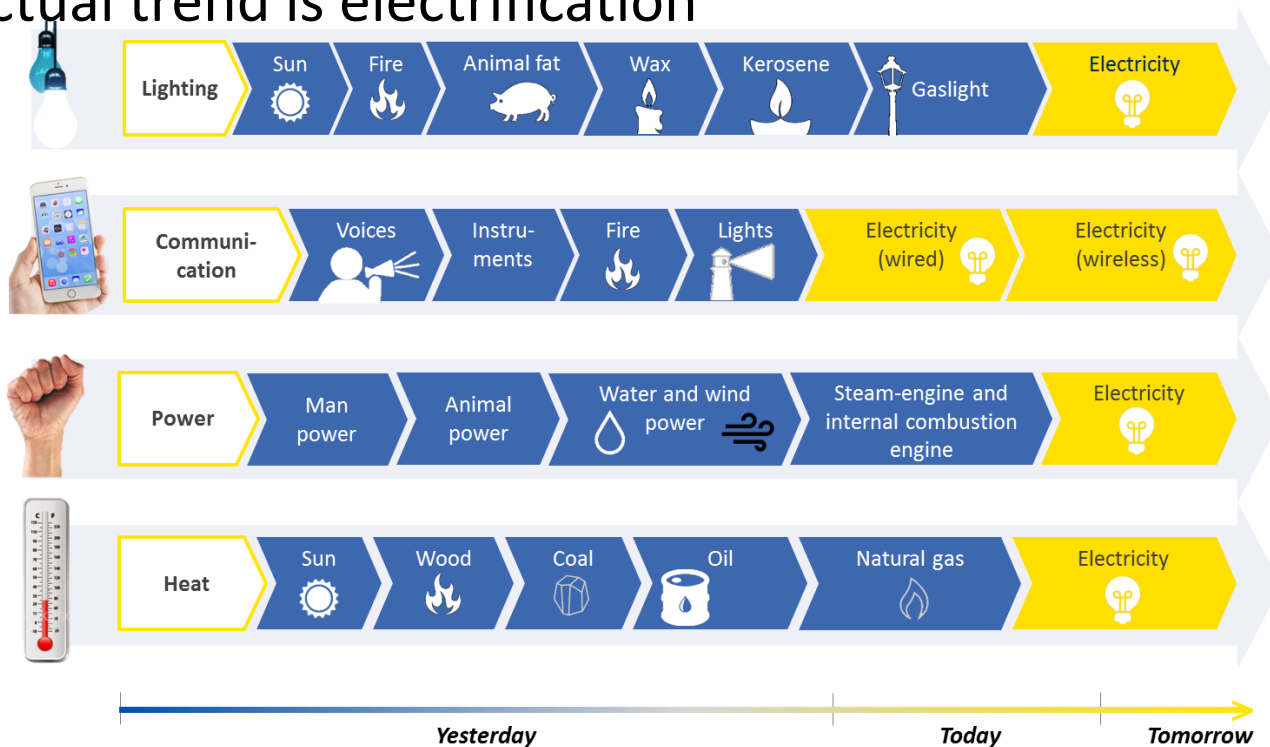 ctual trend is electrification
Lighting
Sun
Fire
Animal fat
Wax
Kerosene
Gaslight
Electricity
Communi-
cation
Voices
Instru-
ments
Fire
Lights
Electricity
(wired)
Electricity
(wireless)
Power
Man
power
Animal
power
Water and wind
power
Steam-engine and
internal combustion
engine
Electricity
Heat
Sun
Wood
Coal
Oil
Natural gas
Electricity
C F
Yesterday
Today
Tomorrow